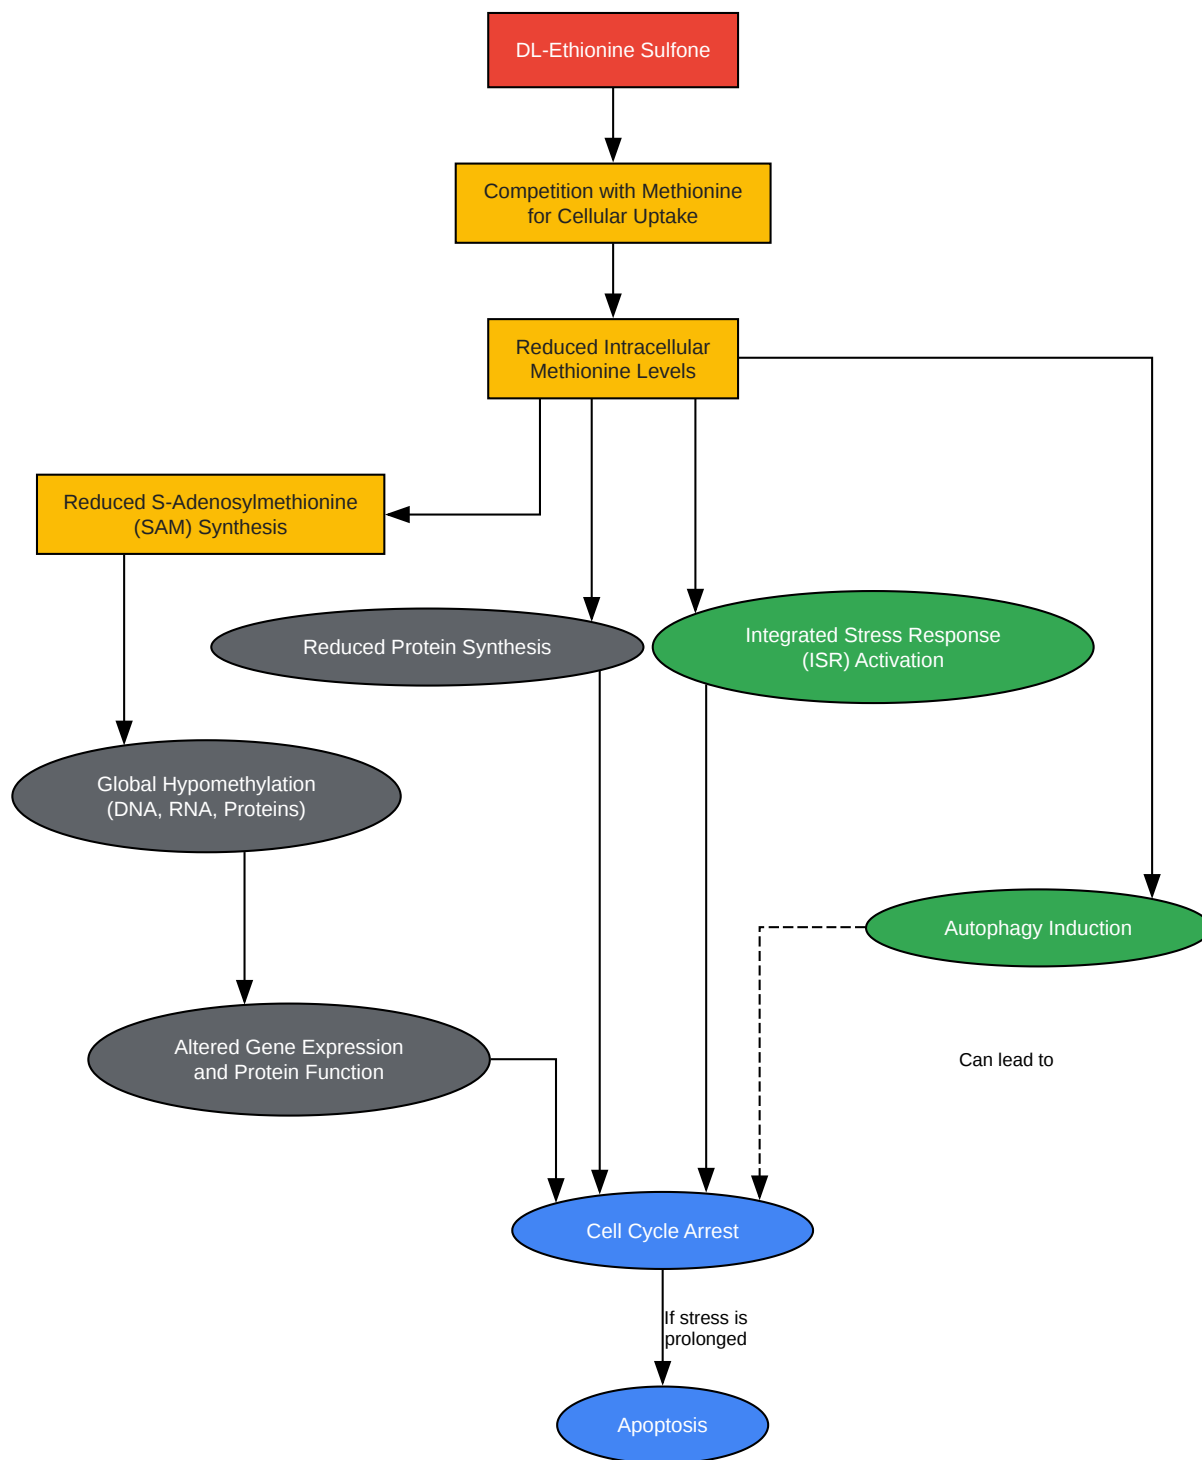 DL-Ethionine Sulfone
Competition with Methionine
for Cellular Uptake
Reduced Intracellular
Methionine Levels
Reduced S-Adenosylmethionine
(SAM) Synthesis
Reduced Protein Synthesis
Integrated Stress Response
(ISR) Activation
Global Hypomethylation
(DNA, RNA, Proteins)
Autophagy Induction
Altered Gene Expression
and Protein Function
Can lead to
Cell Cycle Arrest
If stress is
prolonged
Apoptosis